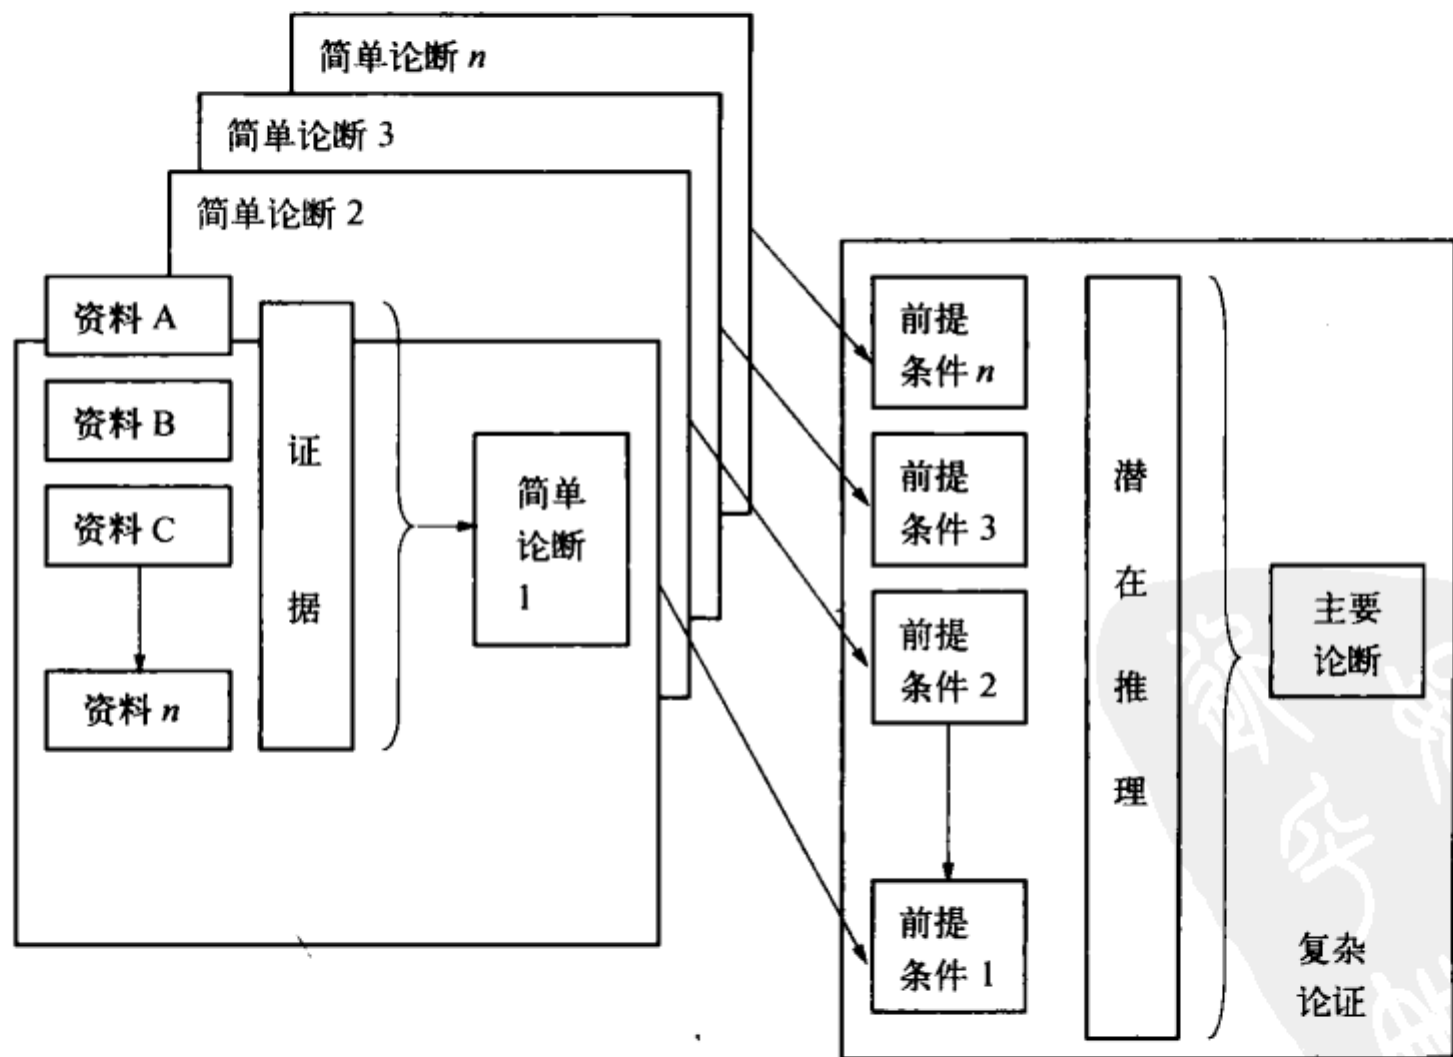 简单论断 n
简单论断 3
简单论断 2
资料 A
资料 B
资料 C
资料 n
证
据
简单
论断
1
前提
条件 n
前提
条件 3
前提
条件 2
前提
条件 1
潜
在
推
理
主要
论断
复杂
论证